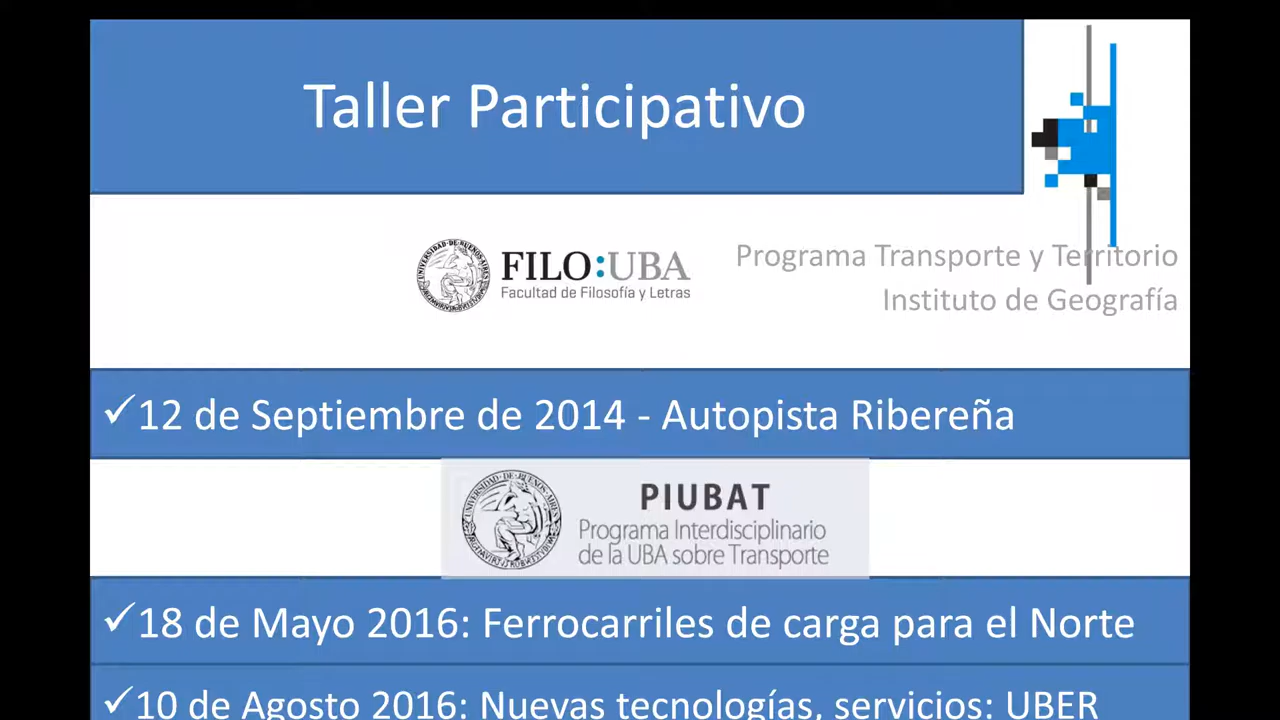 Taller Participativo
FILO:UBA
Facultad de Filosofía y Letras
Programa Transporte y Territorio
Instituto de Geografía
✓12 de Septiembre de 2014 - Autopista Ribereña
PIUBAT
Programa Interdisciplinario
de la UBA sobre Transporte
✓18 de Mayo 2016: Ferrocarriles de carga para el Norte
✓10 de Agosto 2016: Nuevas tecnologías, servicios: UBER